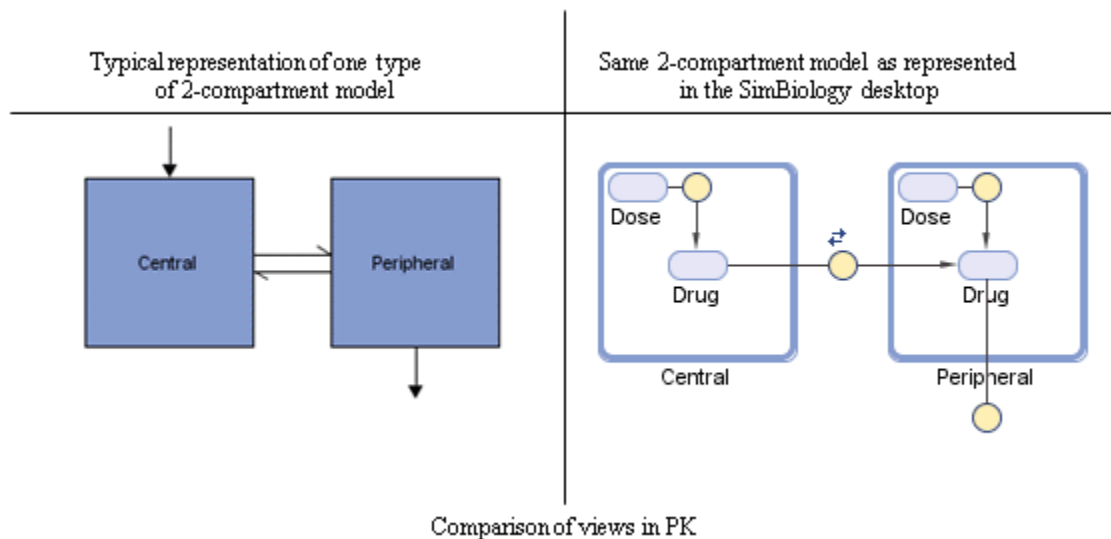 Typical representation of one type
of 2-compartment model
Same 2-compartment model as represented
in the SimBiology desktop
Central
Peripheral
Dose
Drug
Central
Dose
Drug
Peripheral
Comparison of views in PK